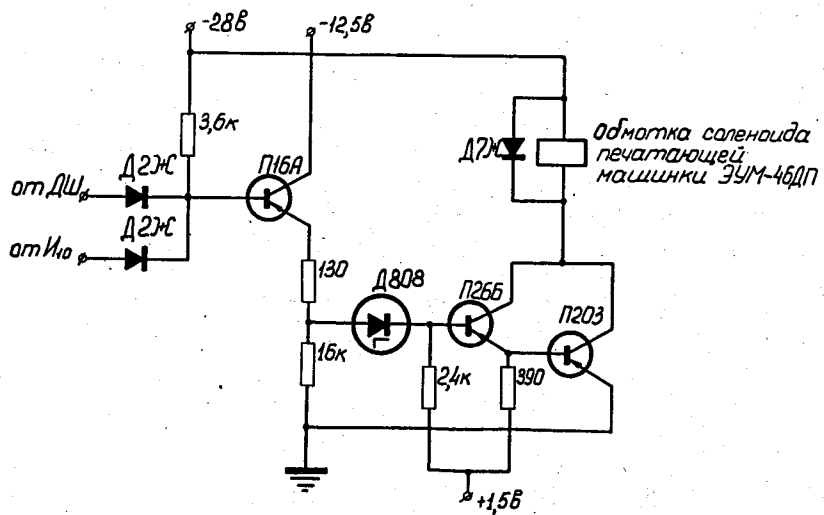 -28в
-12,5в
3,6к
Д2Ж
П16А
от ДШ
Д2Ж
от И10
Д7Ж
Обмотка соленоида
печатающей
машинки ЭУМ-46ДП
130
Д808
П26Б
П203
16к
2,4к
390
+1,5в